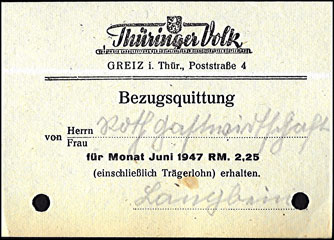 Thüringer Volk
GREIZ i. Thür., Poststraße 4
Bezugsquittung
von Herrn
Frau
für Monat Juni 1947 RM. 2,25
(einschließlich Trägerlohn) erhalten.